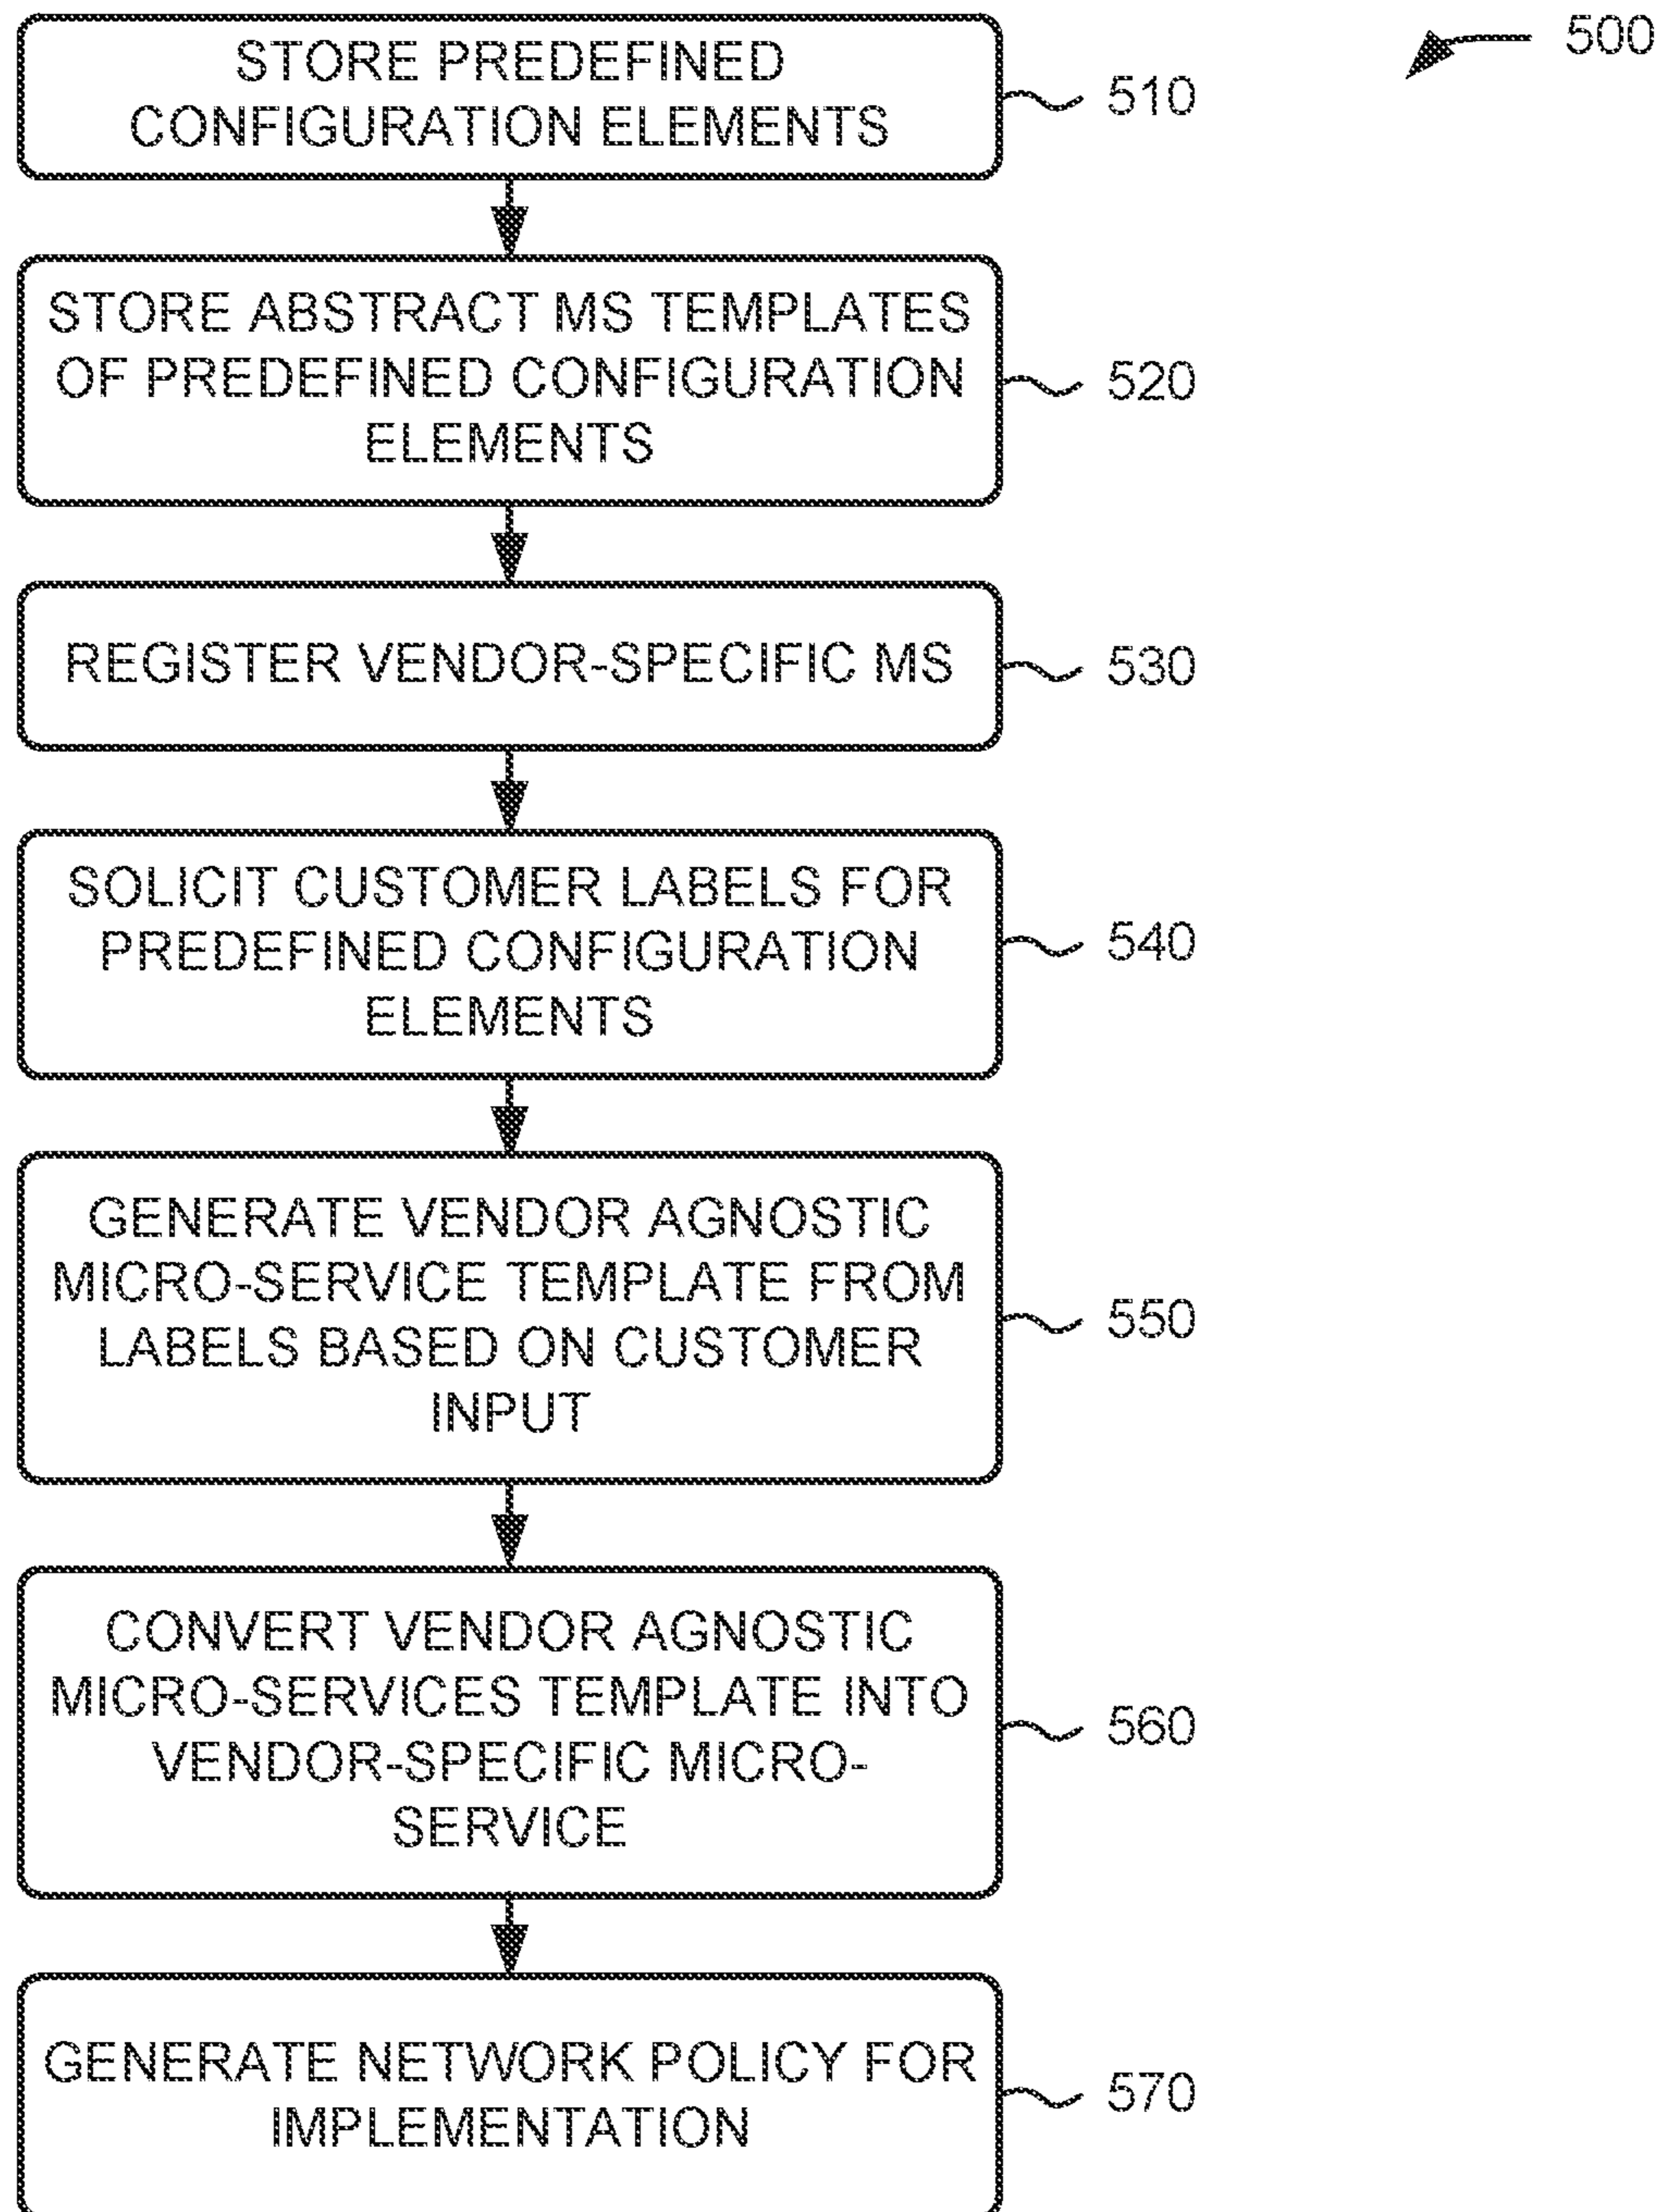 500
STORE PREDEFINED
CONFIGURATION ELEMENTS
510
STORE ABSTRACT MS TEMPLATES
OF PREDEFINED CONFIGURATION
ELEMENTS
520
REGISTER VENDOR-SPECIFIC MS
530
SOLICIT CUSTOMER LABELS FOR
PREDEFINED CONFIGURATION
ELEMENTS
540
GENERATE VENDOR AGNOSTIC
MICRO-SERVICE TEMPLATE FROM
LABELS BASED ON CUSTOMER
INPUT
550
CONVERT VENDOR AGNOSTIC
MICRO-SERVICES TEMPLATE INTO
VENDOR-SPECIFIC MICRO-
SERVICE
560
GENERATE NETWORK POLICY FOR
IMPLEMENTATION
570